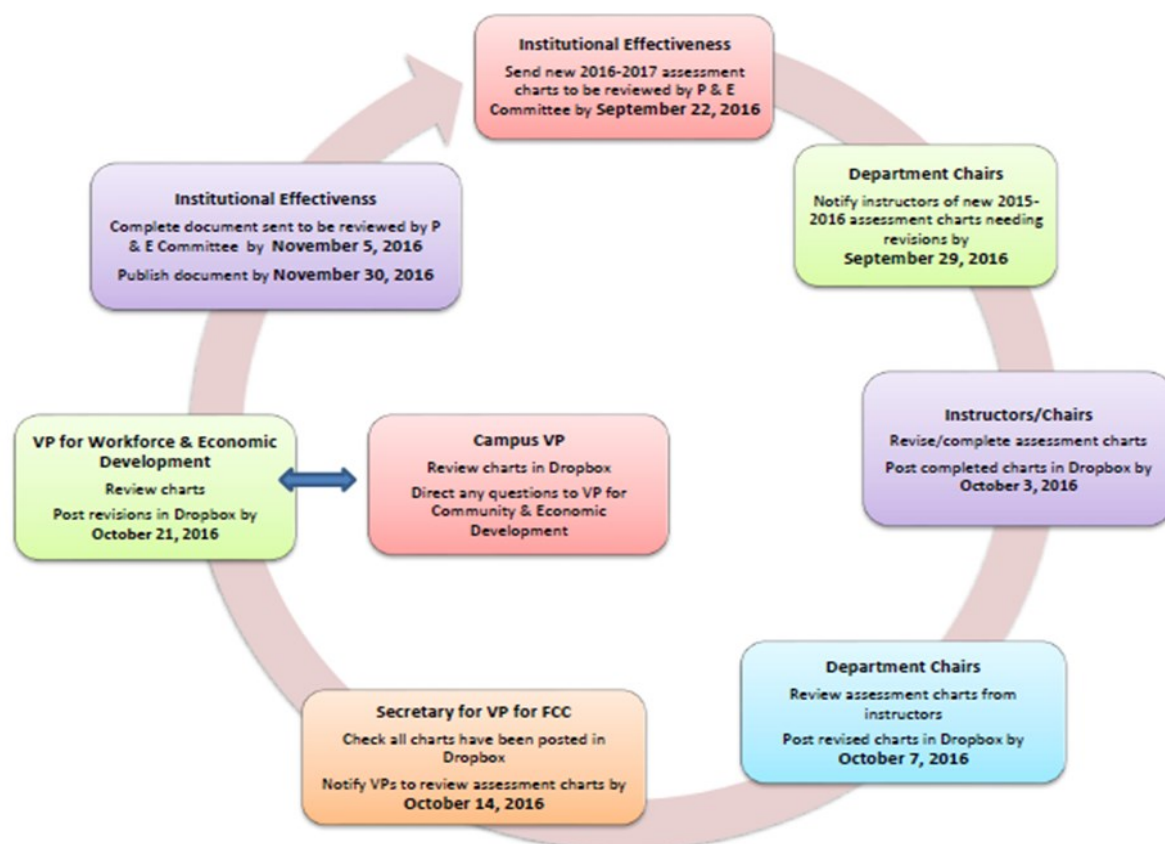 Institutional Effectiveness
Send new 2016-2017 assessment
charts to be reviewed by P & E
Committee by September 22, 2016
Department Chairs
Notify instructors of new 2015-
2016 assessment charts needing
revisions by
September 29, 2016
Instructors/Chairs
Revise/complete assessment charts
Post completed charts in Dropbox by
October 3, 2016
Department Chairs
Review assessment charts from
instructors
Post revised charts in Dropbox by
October 7, 2016
Secretary for VP for FCC
Check all charts have been posted in
Dropbox
Notify VPs to review assessment charts by
October 14, 2016
VP for Workforce & Economic
Development
Review charts
Post revisions in Dropbox by
October 21, 2016
Campus VP
Review charts in Dropbox
Direct any questions to VP for
Community & Economic
Development
Institutional Effectivenss
Complete document sent to be reviewed by P
& E Committee by November 5, 2016
Publish document by November 30, 2016